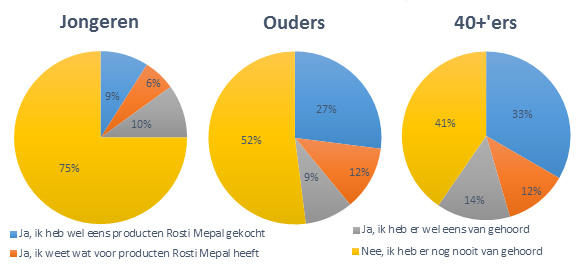 Jongeren
Ouders
40+'ers
9%
6%
10%
75%
27%
12%
9%
52%
33%
12%
14%
41%
Ja, ik heb wel eens producten Rosti Mepal gekocht
Ja, ik weet wat voor producten Rosti Mepal heeft
Ja, ik heb er wel eens van gehoord
Nee, ik heb er nog nooit van gehoord